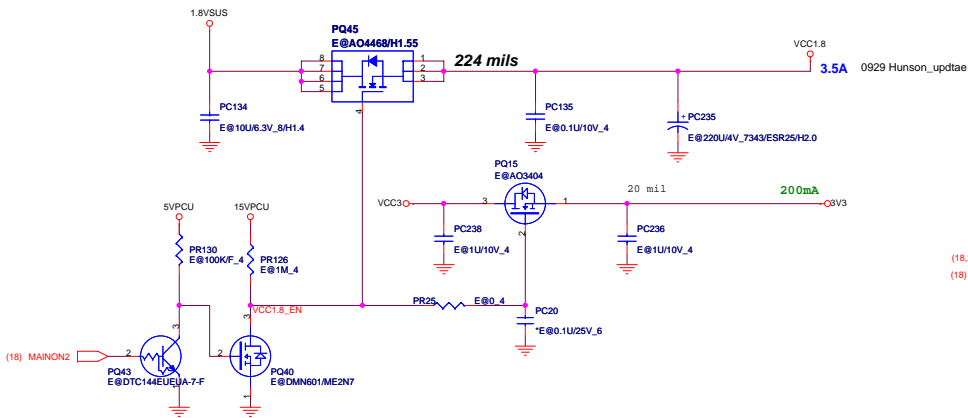 1.8VSUS
PQ45
E@AO4468/H1.55
8
7
6
5
1
2
3
4
224 mils
VCC1.8
3.5A
0929 Hunson_updtae
PC134
E@10U/6.3V_8/H1.4
PC135
E@0.1U/10V_4
+
PC235
E@220U/4V_7343/ESR25/H2.0
PQ15
E@AO3404
VCC3
3
1
2
20 mil
200mA
3V3
PC238
E@1U/10V_4
PC236
E@1U/10V_4
5VPCU
15VPCU
PR130
E@100K/F_4
PR126
E@1M_4
VCC1.8_EN
PR25
E@0_4
PC20
*E@0.1U/25V_6
(18) MAINON2
2
3
1
PQ43
E@DTC144EUEUA-7-F
2
3
1
PQ40
E@DMN601/ME2N7
(18,
(18)